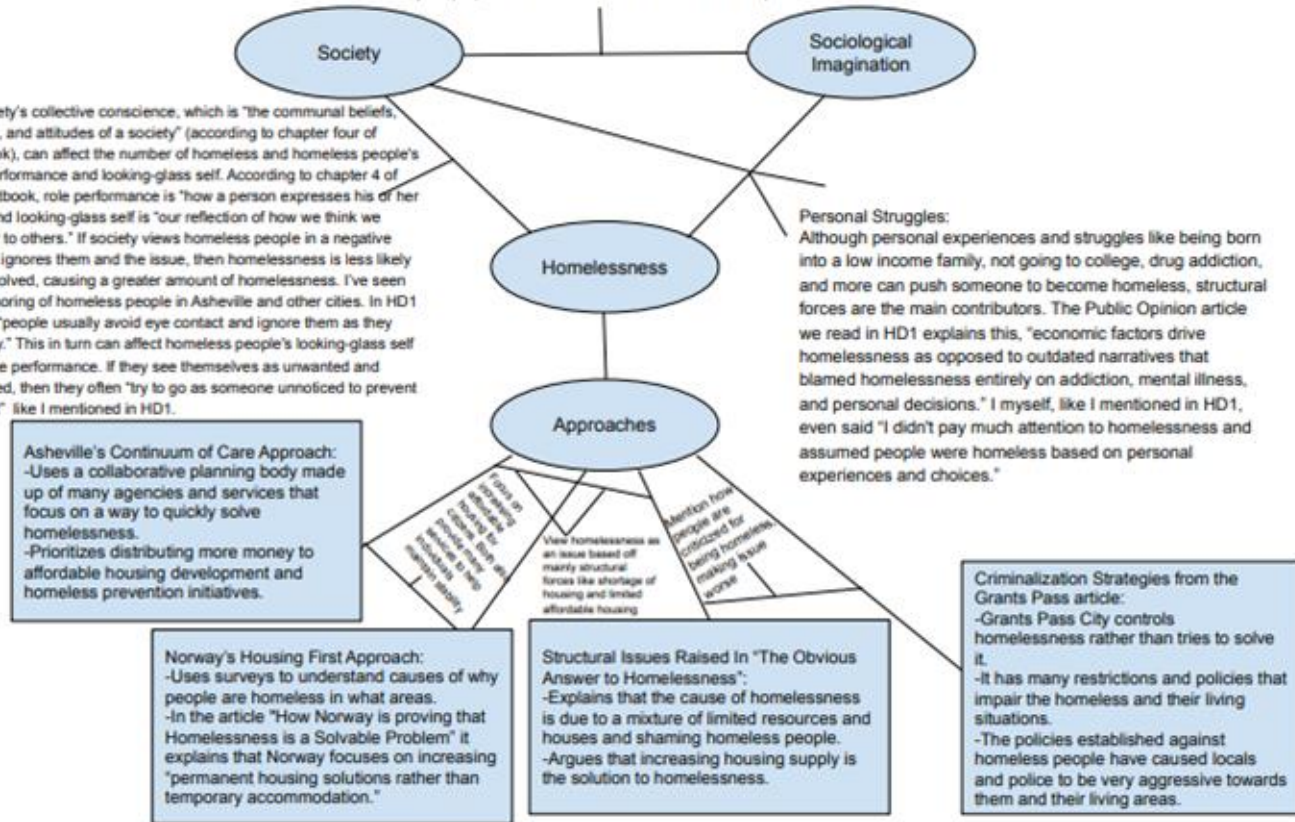 Society
Sociological
Imagination
ety's collective conscience, which is "the communal beliefs,
, and attitudes of a society" (according to chapter four of
ok), can affect the number of homeless and homeless people's
rformance and looking-glass self. According to chapter 4 of
tbook, role performance is "how a person expresses his or her
nd looking-glass self is "our reflection of how we think we
to others." If society views homeless people in a negative
ignores them and the issue, then homelessness is less likely
olved, causing a greater amount of homelessness. I've seen
oring of homeless people in Asheville and other cities. In HD1
"people usually avoid eye contact and ignore them as they
y." This in turn can affect homeless people's looking-glass self
e performance. If they see themselves as unwanted and
ed, then they often "try to go as someone unnoticed to prevent
" like I mentioned in HD1.
Homelessness
Personal Struggles:
Although personal experiences and struggles like being born
into a low income family, not going to college, drug addiction,
and more can push someone to become homeless, structural
forces are the main contributors. The Public Opinion article
we read in HD1 explains this, "economic factors drive
homelessness as opposed to outdated narratives that
blamed homelessness entirely on addiction, mental illness,
and personal decisions." I myself, like I mentioned in HD1,
even said "I didn't pay much attention to homelessness and
assumed people were homeless based on personal
experiences and choices."
Approaches
Asheville's Continuum of Care Approach:
-Uses a collaborative planning body made
up of many agencies and services that
focus on a way to quickly solve
homelessness.
-Prioritizes distributing more money to
affordable housing development and
homeless prevention initiatives.
Focus on
increasing
affordable
housing for
citizens. Both also
provide many
services to help
individuals
maintain stability
View homelessness as
an issue based off
mainly structural
forces like shortage of
housing and limited
affordable housing
Mention how
people are
criticized for
being homeless,
making issue
worse
Norway's Housing First Approach:
-Uses surveys to understand causes of why
people are homeless in what areas.
-In the article "How Norway is proving that
Homelessness is a Solvable Problem" it
explains that Norway focuses on increasing
"permanent housing solutions rather than
temporary accommodation."
Structural Issues Raised In "The Obvious
Answer to Homelessness":
-Explains that the cause of homelessness
is due to a mixture of limited resources and
houses and shaming homeless people.
-Argues that increasing housing supply is
the solution to homelessness.
Criminalization Strategies from the
Grants Pass article:
-Grants Pass City controls
homelessness rather than tries to solve
it.
-It has many restrictions and policies that
impair the homeless and their living
situations.
-The policies established against
homeless people have caused locals
and police to be very aggressive towards
them and their living areas.